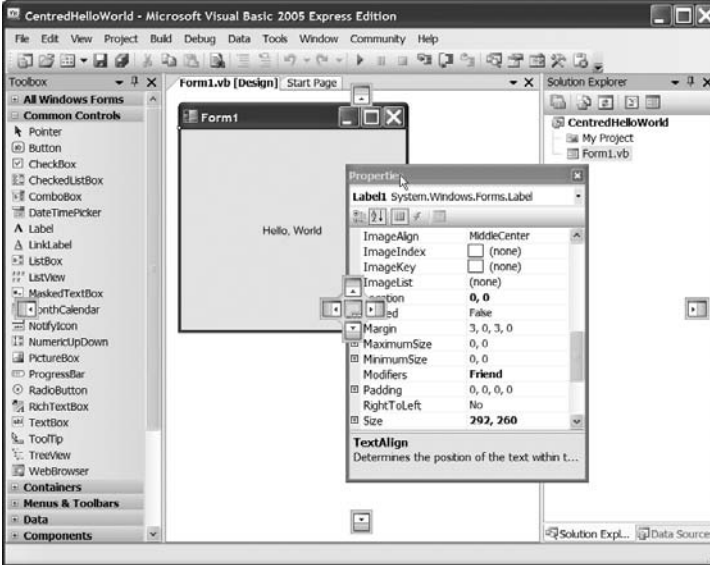 CentredHelloWorld - Microsoft Visual Basic 2005 Express Edition
File Edit View Project Build Debug Data Tools Window Community Help
Toolbox
All Windows Forms
Common Controls
Pointer
Button
CheckBox
CheckedListBox
ComboBox
DateTimePicker
Label
LinkLabel
ListBox
ListView
MaskedTextBox
onthCalendar
NotifyIcon
NumericUpDown
PictureBox
ProgressBar
RadioButton
RichTextBox
TextBox
ToolTip
TreeView
WebBrowser
Containers
Menus & Toolbars
Data
Components
Form1.vb [Design] Start Page
Form1
Hello, World
Properties
Label1 System.Windows.Forms.Label
ImageAlign MiddleCenter
ImageIndex (none)
ImageKey (none)
ImageList (none)
Location 0, 0
False
Margin 3, 0, 3, 0
MaximumSize 0, 0
MinimumSize 0, 0
Modifiers Friend
Padding 0, 0, 0, 0
RightToLeft No
Size 292, 260
TextAlign
Determines the position of the text within t...
Solution Explorer
CentredHelloWorld
My Project
Form1.vb
Solution Expl... Data Source